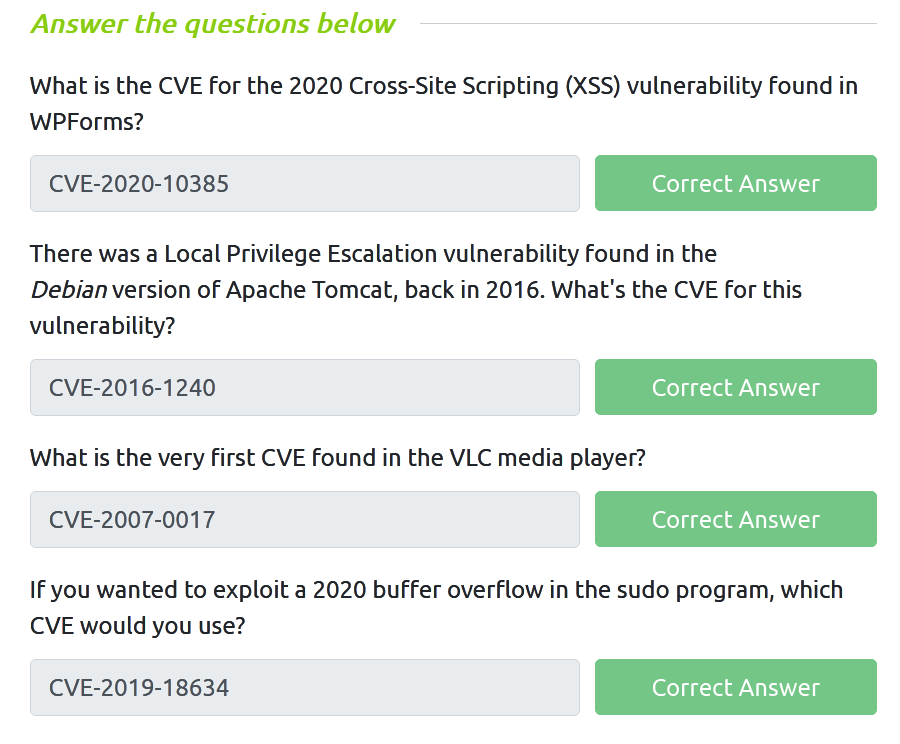 Answer the questions below
What is the CVE for the 2020 Cross-Site Scripting (XSS) vulnerability found in
WPForms?
CVE-2020-10385
Correct Answer
There was a Local Privilege Escalation vulnerability found in the
Debian version of Apache Tomcat, back in 2016. What's the CVE for this
vulnerability?
CVE-2016-1240
Correct Answer
What is the very first CVE found in the VLC media player?
CVE-2007-0017
Correct Answer
If you wanted to exploit a 2020 buffer overflow in the sudo program, which
CVE would you use?
CVE-2019-18634
Correct Answer